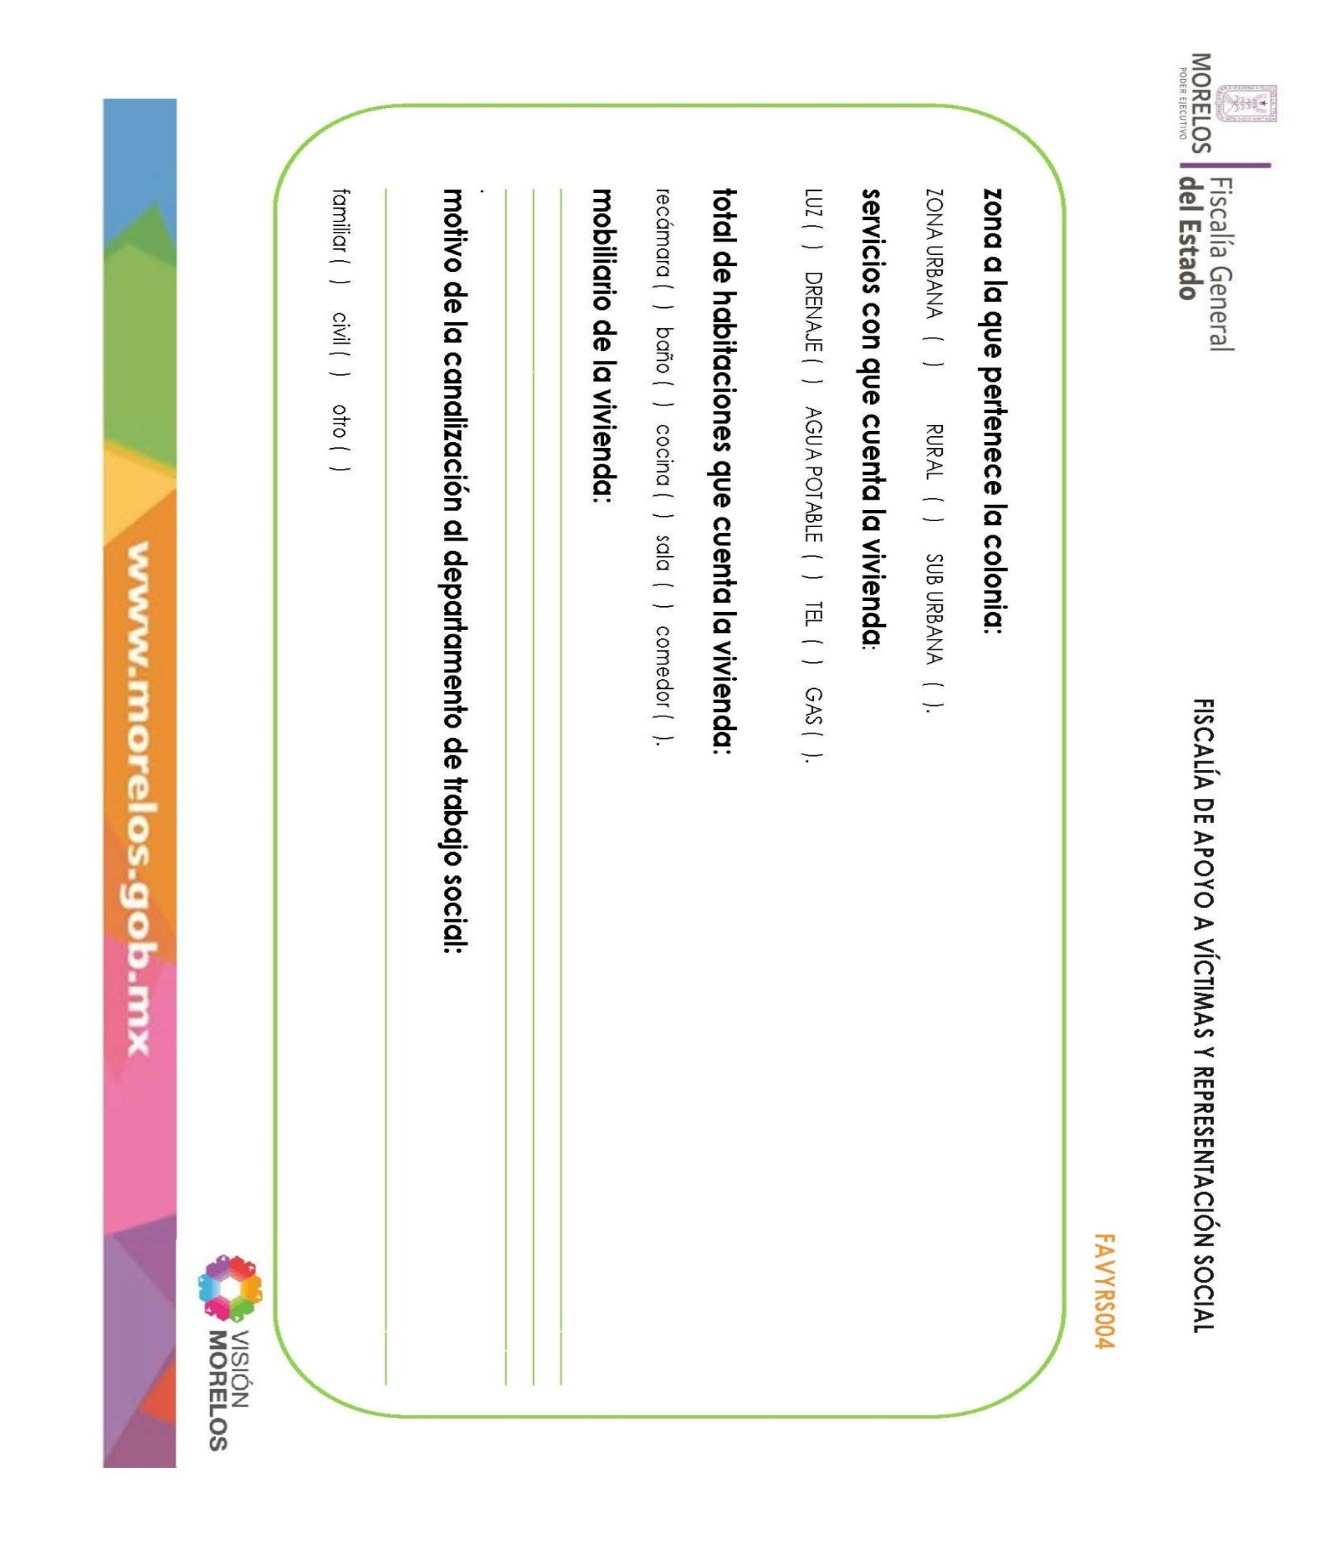 MORELOS
PODER EJECUTIVO
Fiscalía General
del Estado
FISCALÍA DE APOYO A VÍCTIMAS Y REPRESENTACIÓN SOCIAL
FAVYRS004
zona a la que pertenece la colonia:
ZONA URBANA ( ) RURAL ( ) SUB URBANA ( ).
servicios con que cuenta la vivienda:
LUZ ( ) DRENAJE ( ) AGUA POTABLE ( ) TEL ( ) GAS ( ).
total de habitaciones que cuenta la vivienda:
recámara ( ) baño ( ) cocina ( ) sala ( ) comedor ( ).
mobiliario de la vivienda:
.
motivo de la canalización al departamento de trabajo social:
familiar ( ) civil ( ) otro ( )
VISIÓN
MORELOS
www.morelos.gob.mx